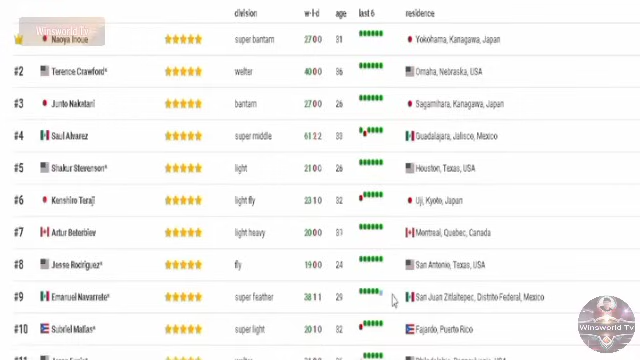 division w-l-d age last 6 residence
Winsworld Tv
Naoya Inoue super bantam 27 0 0 31 Yokohama, Kanagawa, Japan
#2 Terence Crawford* welter 40 0 0 36 Omaha, Nebraska, USA
#3 Junto Nakatani bantam 27 0 0 26 Sagamihara, Kanagawa, Japan
#4 Saul Alvarez super middle 61 2 2 33 Guadalajara, Jalisco, Mexico
#5 Shakur Stevenson* light 21 0 0 26 Houston, Texas, USA
#6 Kenshiro Teraji light fly 23 1 0 32 Uji, Kyoto, Japan
#7 Artur Beterbiev light heavy 20 0 0 Montreal, Quebec, Canada
#8 Jesse Rodriguez* fly 19 0 0 24 San Antonio, Texas, USA
#9 Emanuel Navarrete* super feather 38 1 1 29 San Juan Zitlaltepec, Distrito Federal, Mexico
#10 Subriel Matias* super light 20 1 0 32 Fajardo, Puerto Rico
Winsworld Tv